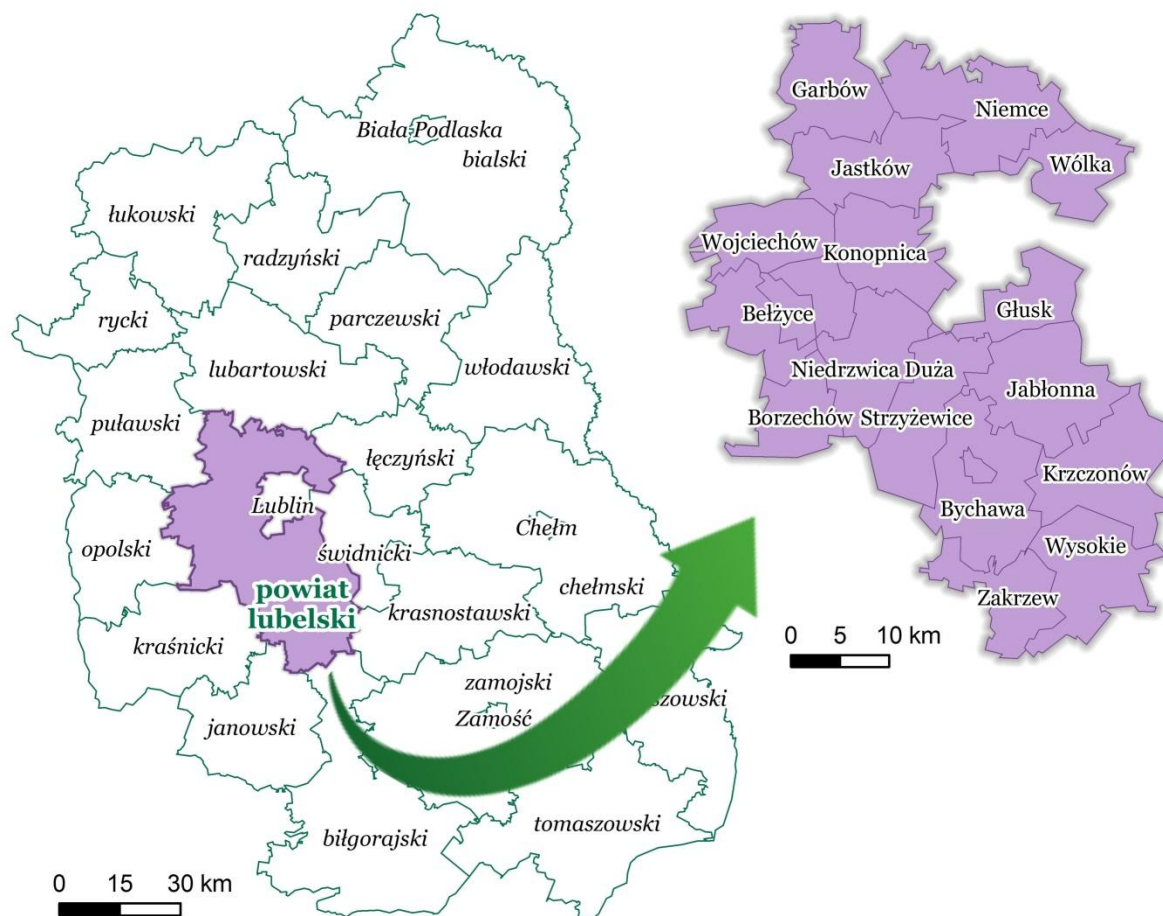 Biała Podlaska
bialski
łukowski
radzyński
rycki
parczewski
lubartowski
włodawski
puławski
łęczyński
Lublin
Chełm
opolski
świdnicki
chełmski
powiat
lubelski
krasnostawski
kraśnicki
zamojski
szowski
Zamość
janowski
biłgorajski
tomaszowski
0 15 30 km
Garbów
Niemce
Jastków
Wólka
Wojciechów
Konopnica
Bełżyce
Głusk
Niedrzwica Duża
Jabłonna
Borzechów
Strzyżewice
Krzczonów
Bychawa
Wysokie
Zakrzew
0 5 10 km